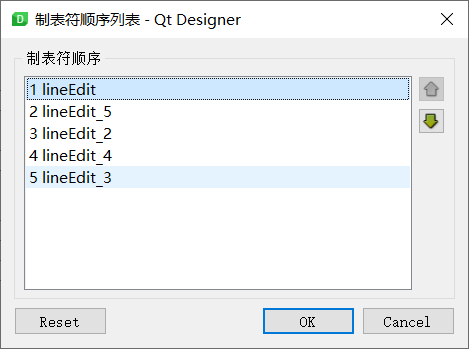 制表符顺序列表 - Qt Designer
制表符顺序
1 lineEdit
2 lineEdit_5
3 lineEdit_2
4 lineEdit_4
5 lineEdit_3
Reset
OK
Cancel